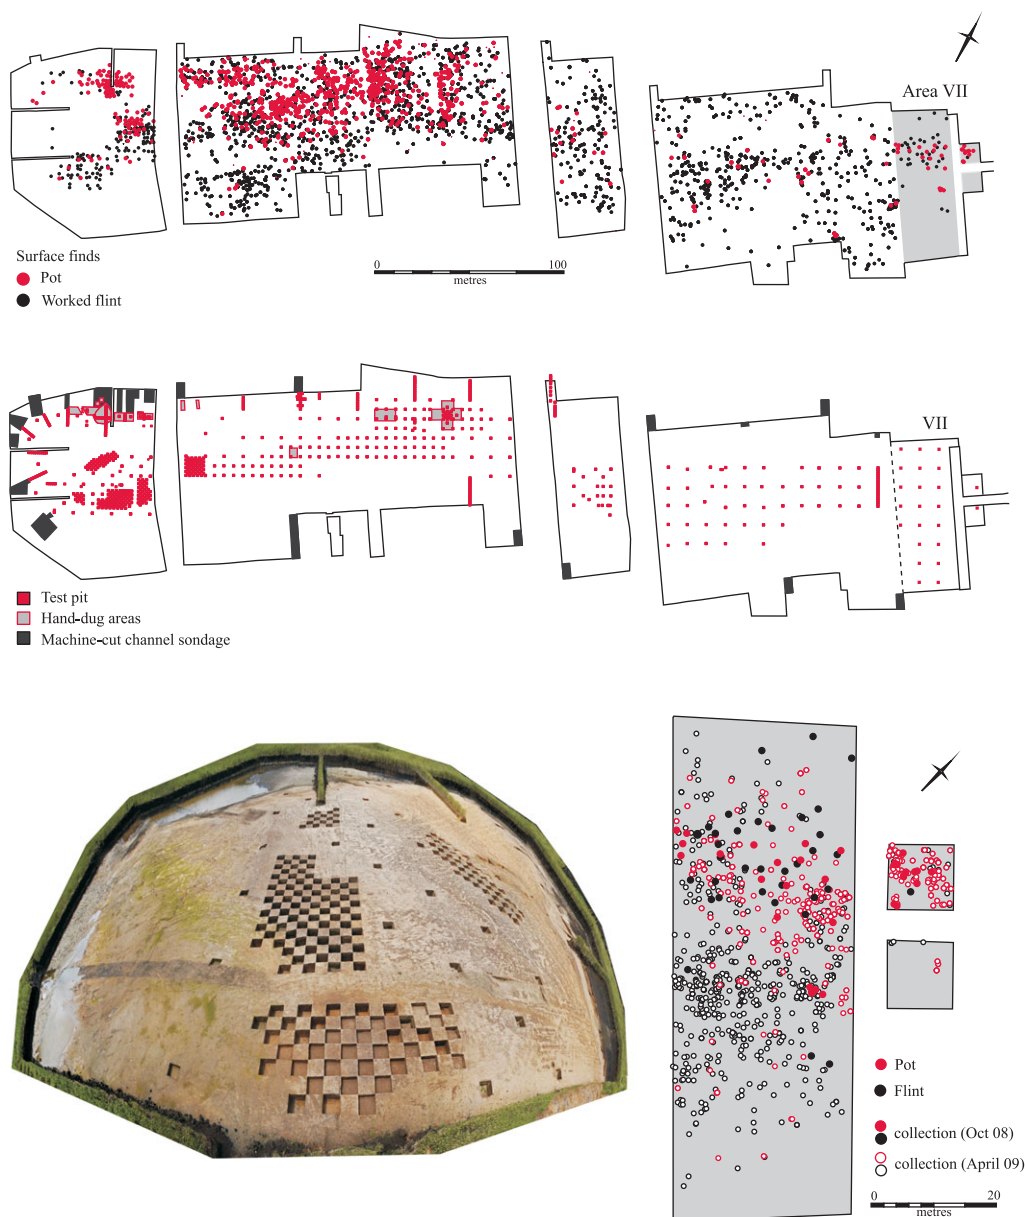 Area VII
Surface finds
Pot
Worked flint
0 100
metres
VII
Test pit
Hand-dug areas
Machine-cut channel sondage
Pot
Flint
collection (Oct 08)
collection (April 09)
0 20
metres